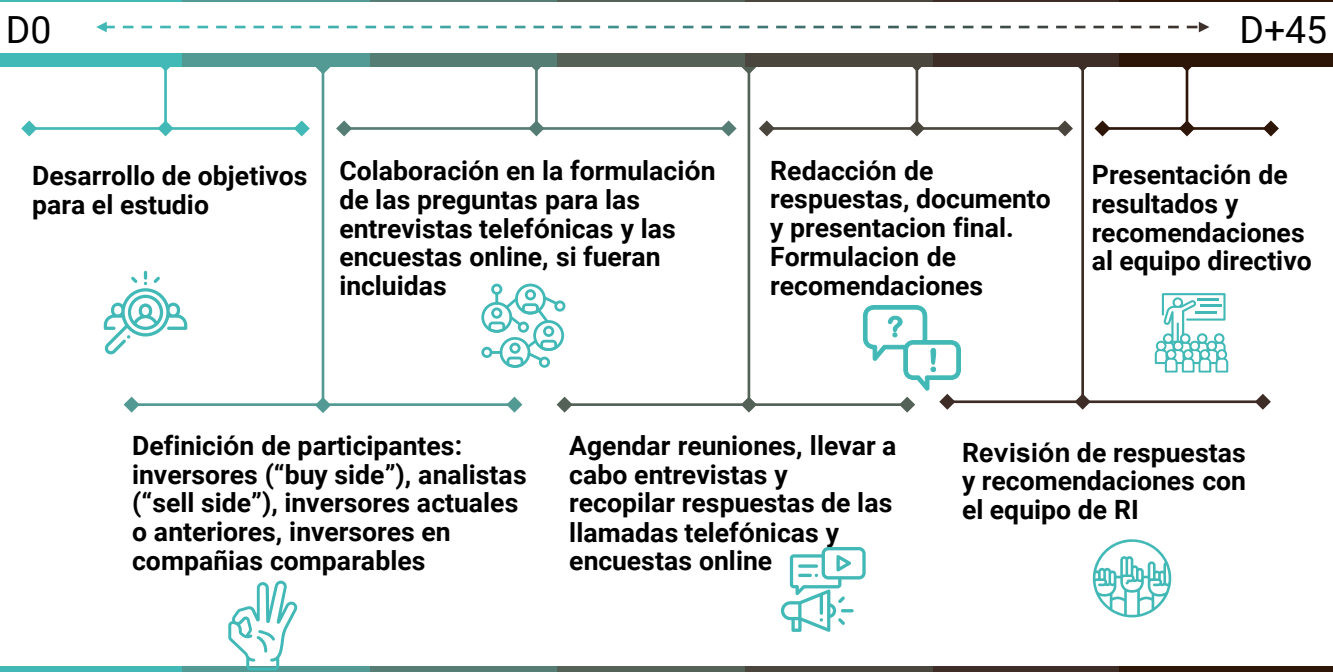 D0
D+45
Desarrollo de objetivos
para el estudio
Definición de participantes:
inversores (“buy side”), analistas
(“sell side”), inversores actuales
o anteriores, inversores en
compañias comparables
Colaboración en la formulación
de las preguntas para las
entrevistas telefónicas y las
encuestas online, si fueran
incluidas
Agendar reuniones, llevar a
cabo entrevistas y
recopilar respuestas de las
llamadas telefónicas y
encuestas online
Redacción de
respuestas, documento
y presentacion final.
Formulacion de
recomendaciones
?
!
Revisión de respuestas
y recomendaciones con
el equipo de RI
Presentación de
resultados y
recomendaciones
al equipo directivo